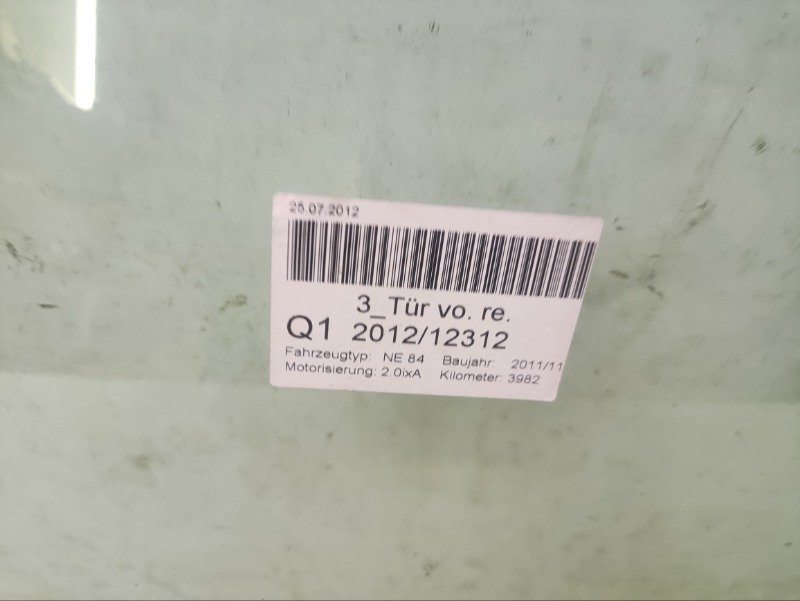 25.07.2012
3_Tür vo. re.
Q1 2012/12312
Fahrzeugtyp: NE 84 Baujahr: 2011/11
Motorisierung: 2.0ixA Kilometer: 3982